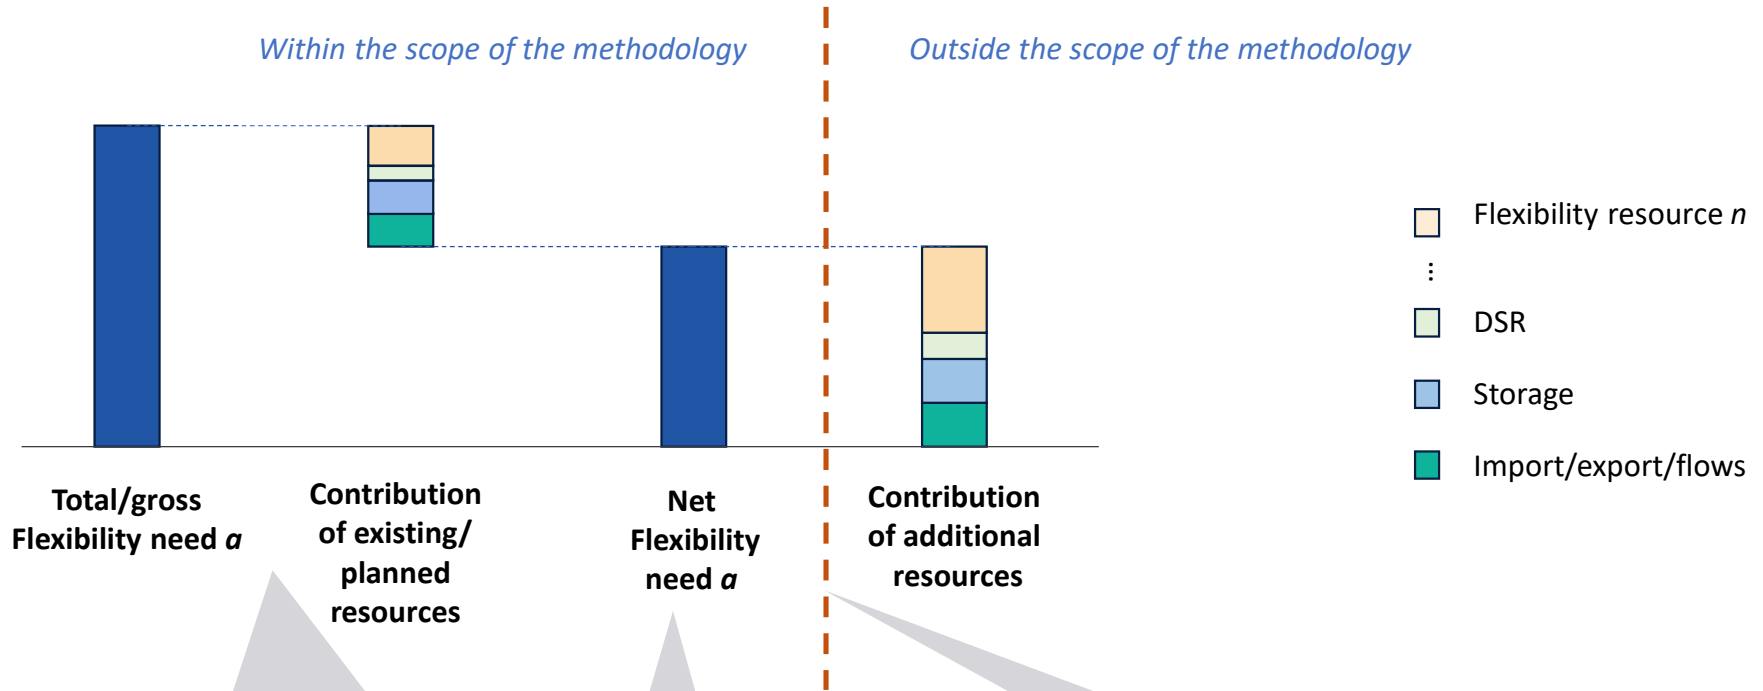 Within the scope of the methodology
Outside the scope of the methodology
Total/gross
Flexibility need a
Contribution
of existing/
planned
resources
Net
Flexibility
need a
Contribution
of additional
resources
Flexibility resource n
⋮
DSR
Storage
Import/export/flows